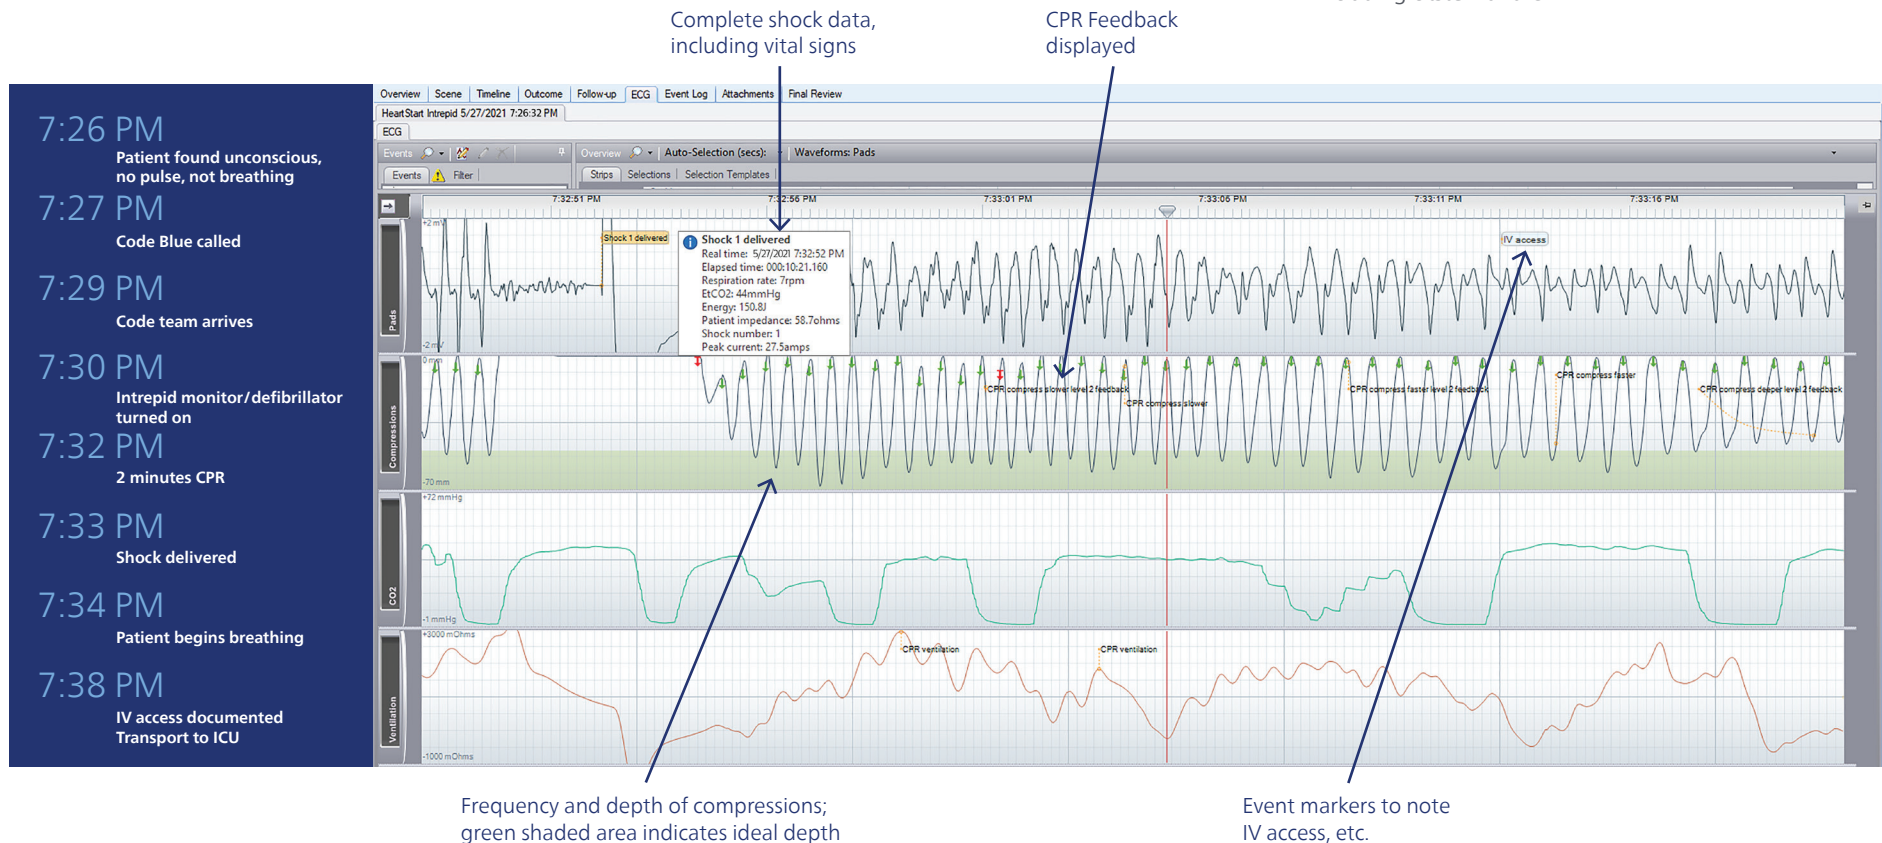 Complete shock data,
including vital signs
CPR Feedback
displayed
7:26 PM
Patient found unconscious,
no pulse, not breathing
7:27 PM
Code Blue called
7:29 PM
Code team arrives
7:30 PM
Intrepid monitor/defibrillator
turned on
7:32 PM
2 minutes CPR
7:33 PM
Shock delivered
7:34 PM
Patient begins breathing
7:38 PM
IV access documented
Transport to ICU
Overview Scene Timeline Outcome Follow-up ECG Event Log Attachments Final Review
HeartStart Intrepid 5/27/2021 7:26:32 PM
ECG
Events Overview Auto-Selection (secs): Waveforms: Pads
Events Filter Strips Selections Selection Templates
7:32:51 PM 7:32:56 PM 7:33:01 PM 7:33:06 PM 7:33:11 PM 7:33:16 PM
Pads
+2 mV
-2 mV
Shock 1 delivered
Shock 1 delivered
Real time: 5/27/2021 7:32:52 PM
Elapsed time: 000:10:21.160
Respiration rate: 7rpm
EtCO2: 44mmHg
Energy: 150.8J
Patient impedance: 58.7ohms
Shock number: 1
Peak current: 27.5amps
IV access
Compressions
0 mm
-70 mm
CPR compress slower level 2 feedback
CPR compress slower
CPR compress faster level 2 feedback
CPR compress faster
CPR compress deeper level 2 feedback
CO2
+72 mmHg
-1 mmHg
Ventilation
+3000 mOhms
-1000 mOhms
CPR ventilation
CPR ventilation
Frequency and depth of compressions;
green shaded area indicates ideal depth
Event markers to note
IV access, etc.